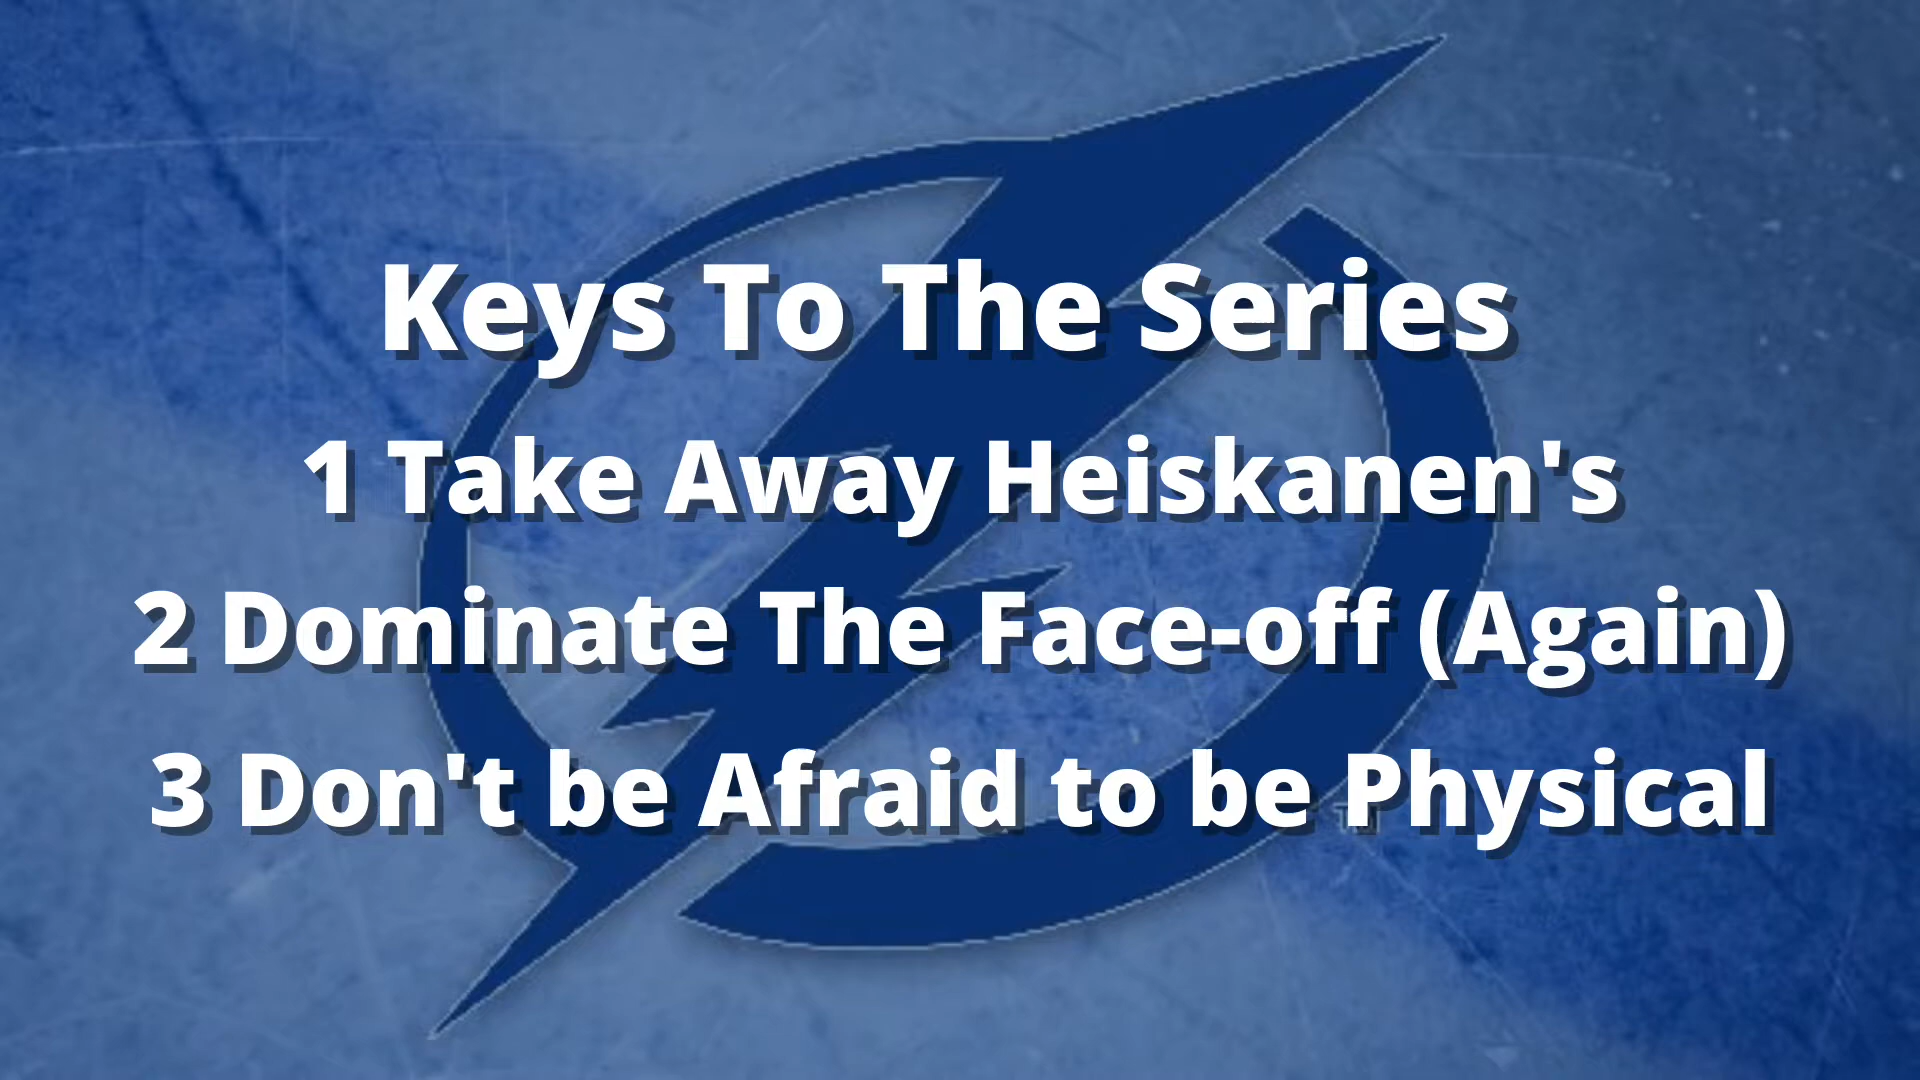 Keys To The Series
1 Take Away Heiskanen's
2 Dominate The Face-off (Again)
3 Don't be Afraid to be Physical
TM